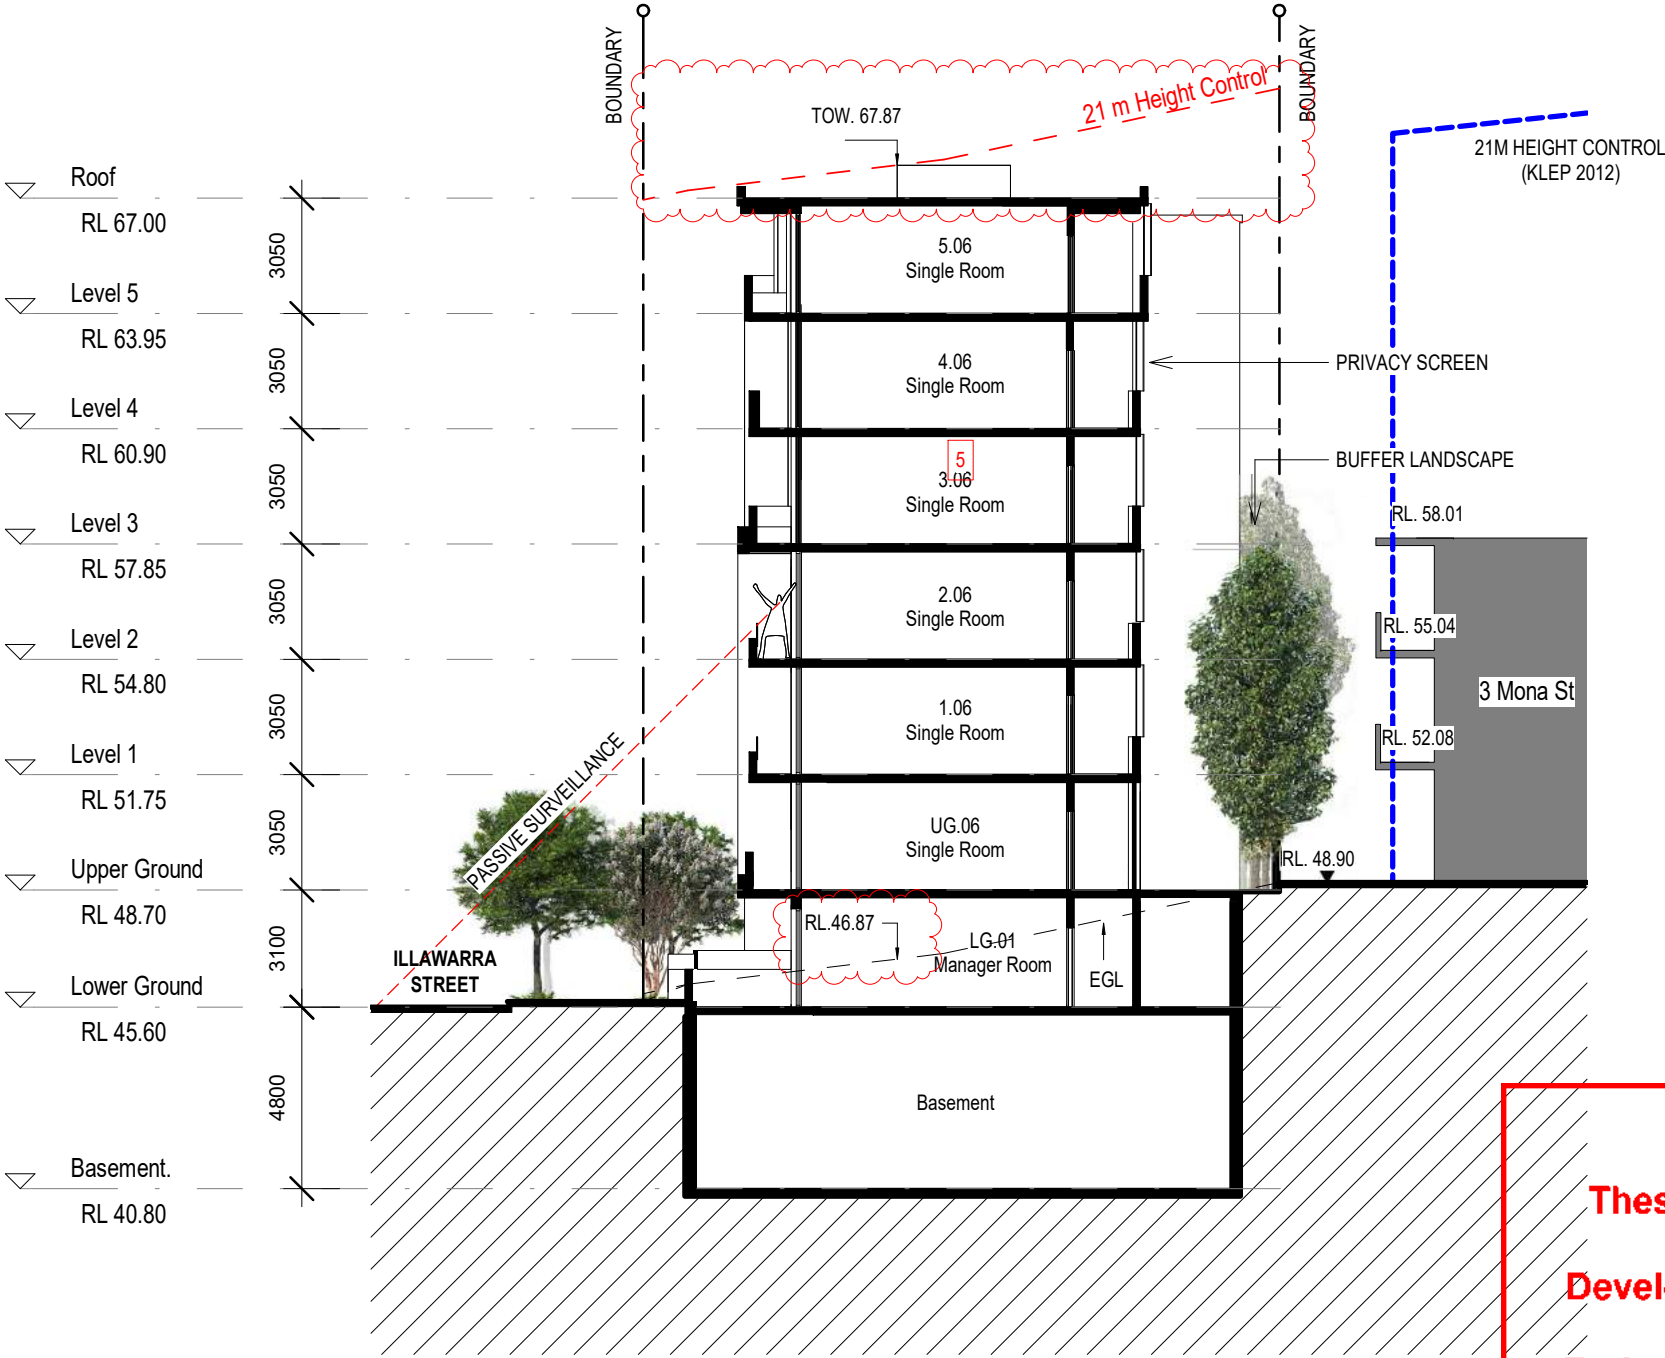 BOUNDARY
BOUNDARY
21 m Height Control
TOW. 67.87
21M HEIGHT CONTROL
(KLEP 2012)
Roof
RL 67.00
3050
5.06
Single Room
Level 5
RL 63.95
3050
4.06
Single Room
PRIVACY SCREEN
Level 4
RL 60.90
3050
5
3.06
Single Room
BUFFER LANDSCAPE
RL. 58.01
Level 3
RL 57.85
3050
2.06
Single Room
RL. 55.04
Level 2
RL 54.80
3050
1.06
Single Room
3 Mona St
RL. 52.08
PASSIVE SURVEILLANCE
Level 1
RL 51.75
3050
UG.06
Single Room
RL. 48.90
Upper Ground
RL 48.70
3100
RL.46.87
LG.01
Manager Room
EGL
ILLAWARRA
STREET
Lower Ground
RL 45.60
4800
Basement
Basement.
RL 40.80
Thes
Devel